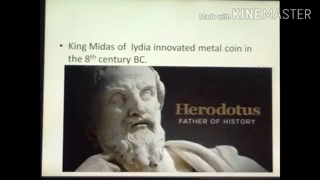 Made with KINEMASTER
• King Midas of lydia innovated metal coin in
the 8th century BC.
Herodotus
FATHER OF HISTORY